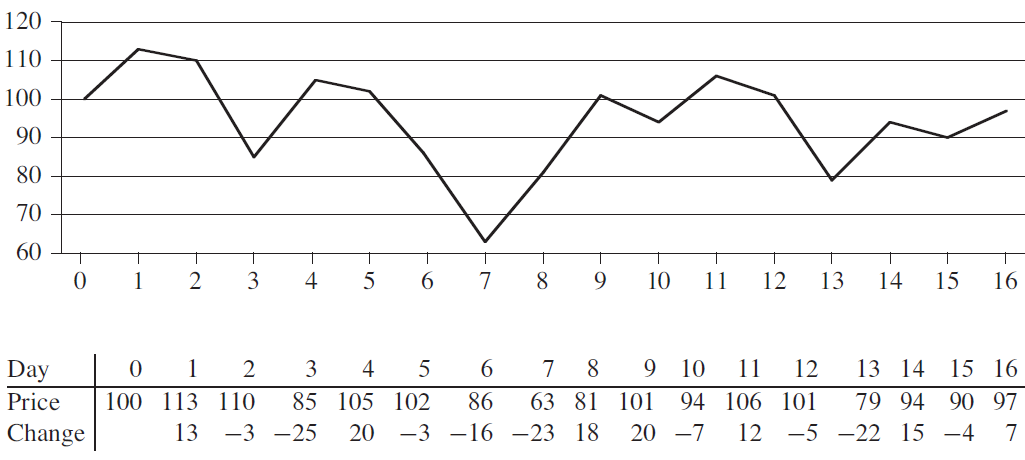 120
110
100
90
80
70
60
0 1 2 3 4 5 6 7 8 9 10 11 12 13 14 15 16
Day 0 1 2 3 4 5 6 7 8 9 10 11 12 13 14 15 16
Price 100 113 110 85 105 102 86 63 81 101 94 106 101 79 94 90 97
Change 13 −3 −25 20 −3 −16 −23 18 20 −7 12 −5 −22 15 −4 7